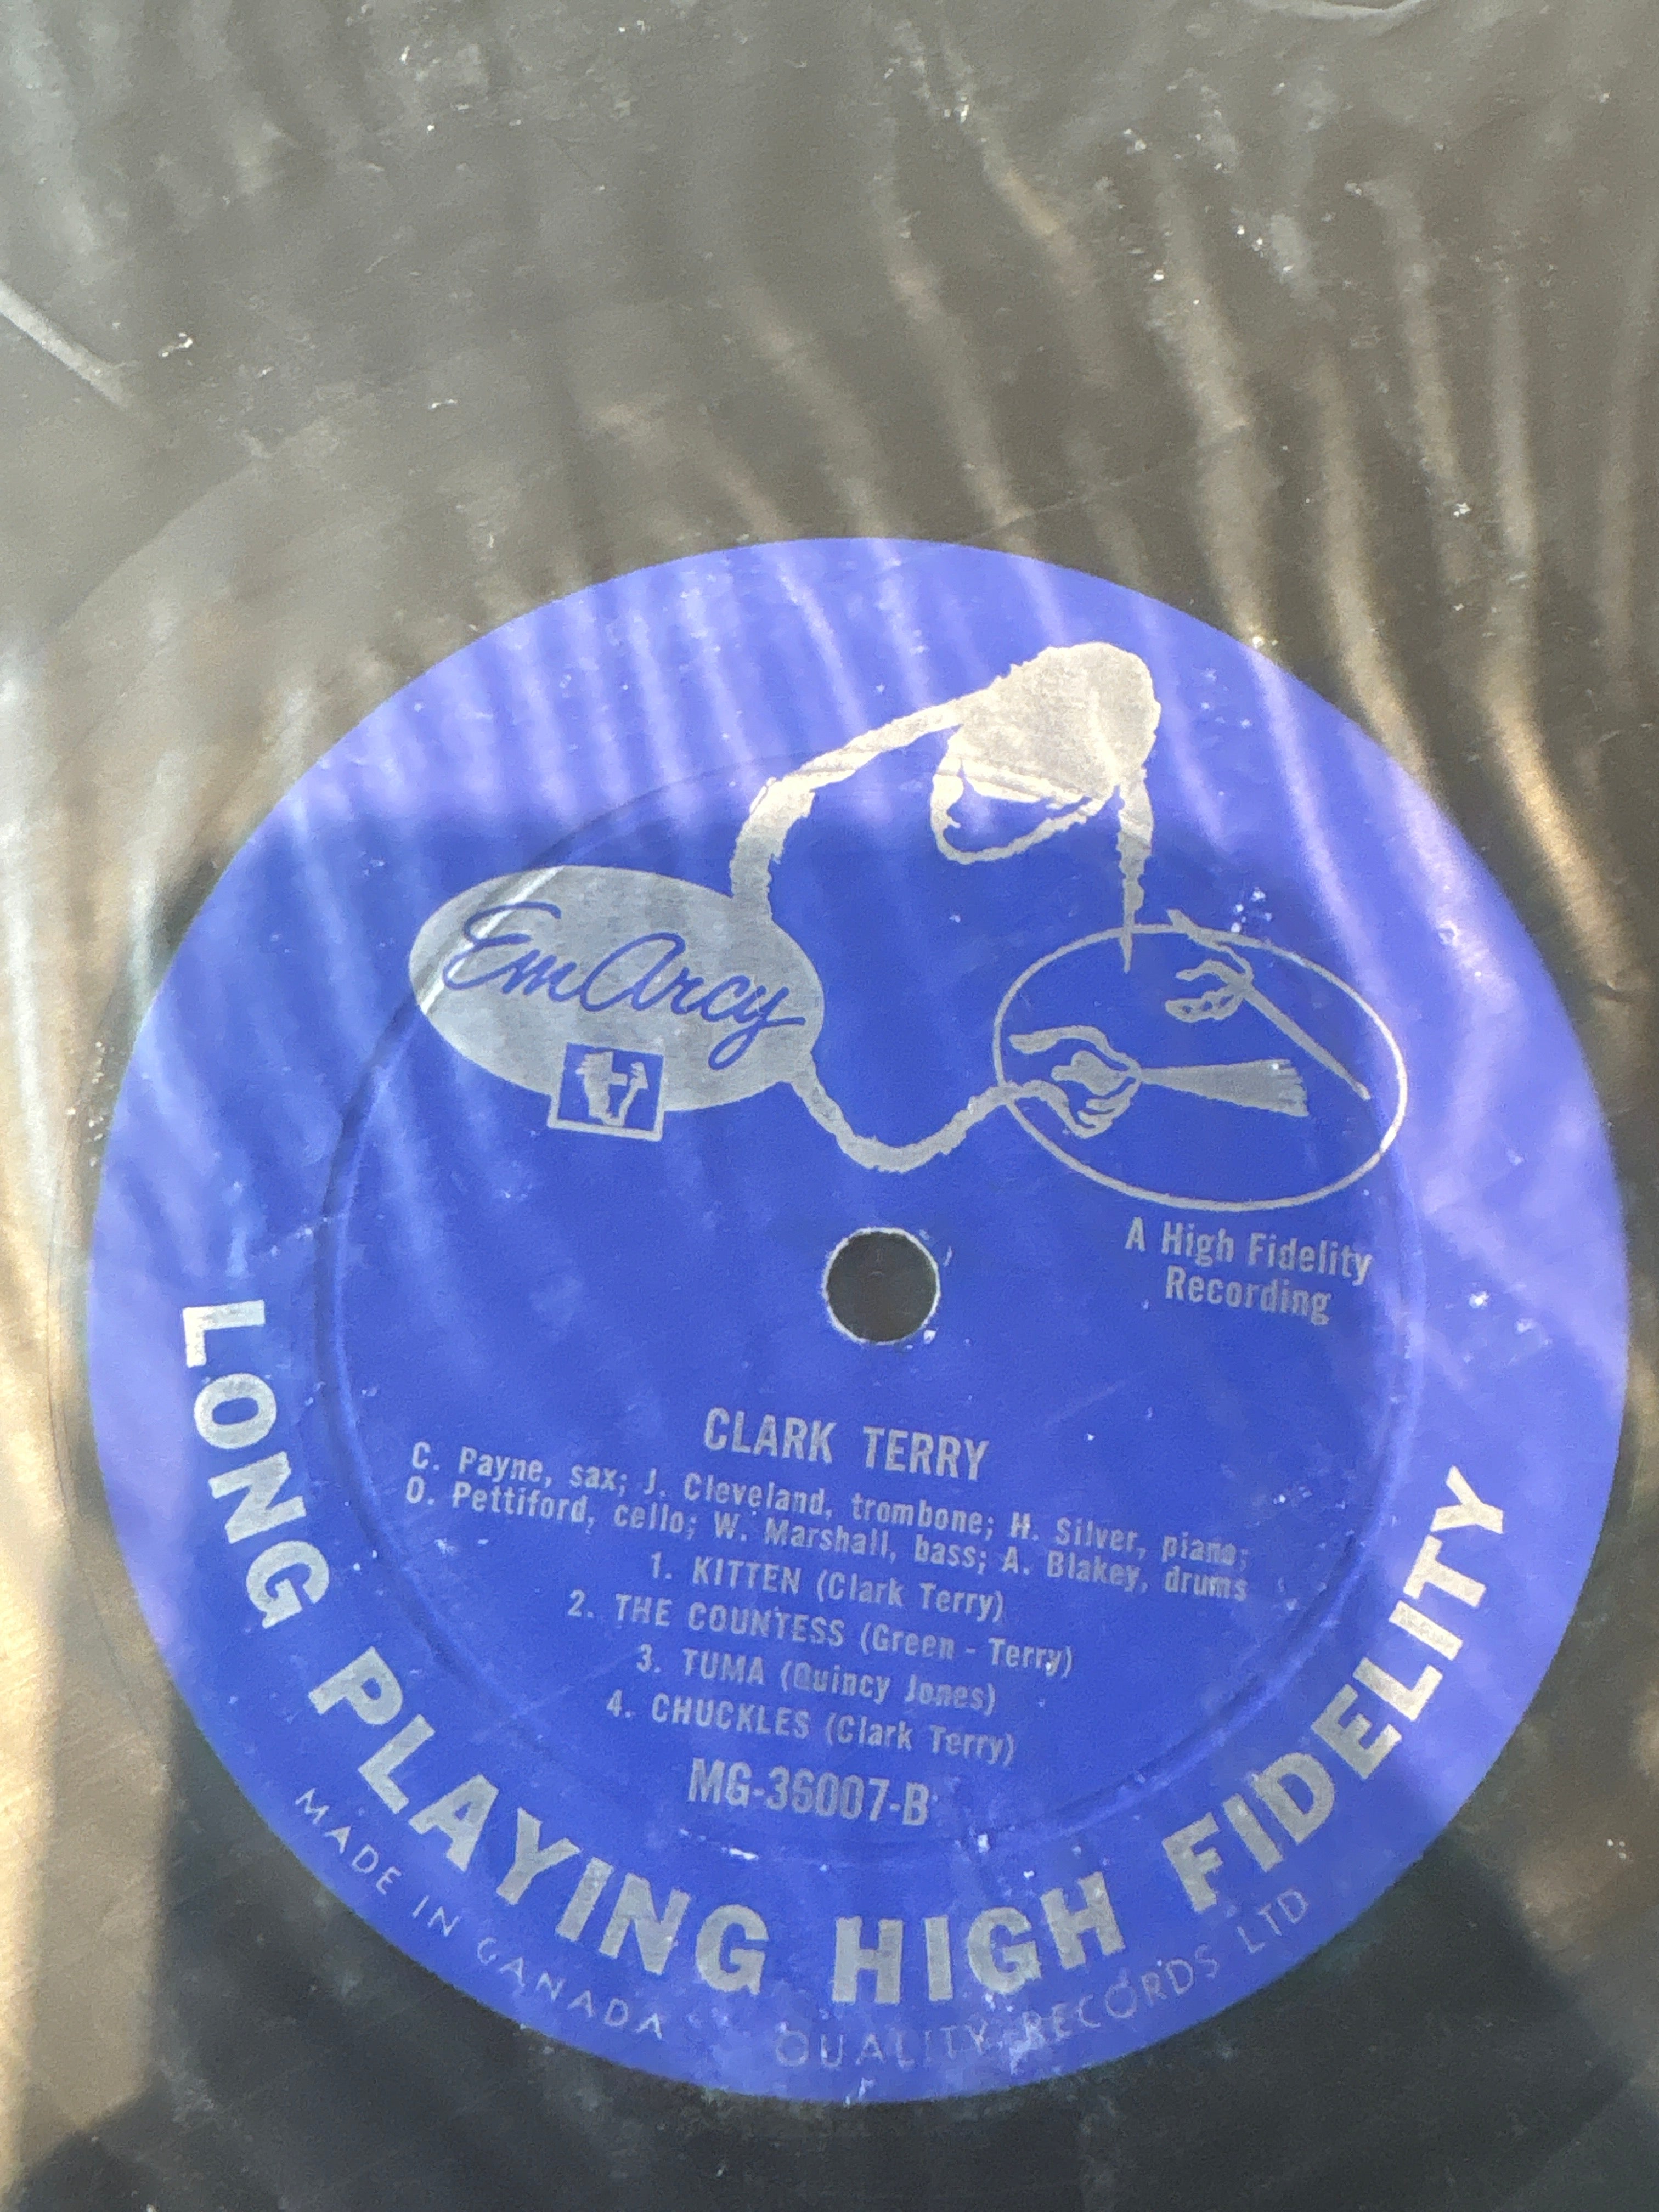 EmArcy
A High Fidelity
Recording
CLARK TERRY
C. Payne, sax; J. Cleveland, trombone; H. Silver, piano;
O. Pettiford, cello; W. Marshall, bass; A. Blakey, drums
1. KITTEN (Clark Terry)
2. THE COUNTESS (Green - Terry)
3. TUMA (Quincy Jones)
4. CHUCKLES (Clark Terry)
MG-36007-B
LONG PLAYING HIGH FIDELITY
MADE IN CANADA QUALITY RECORDS LTD